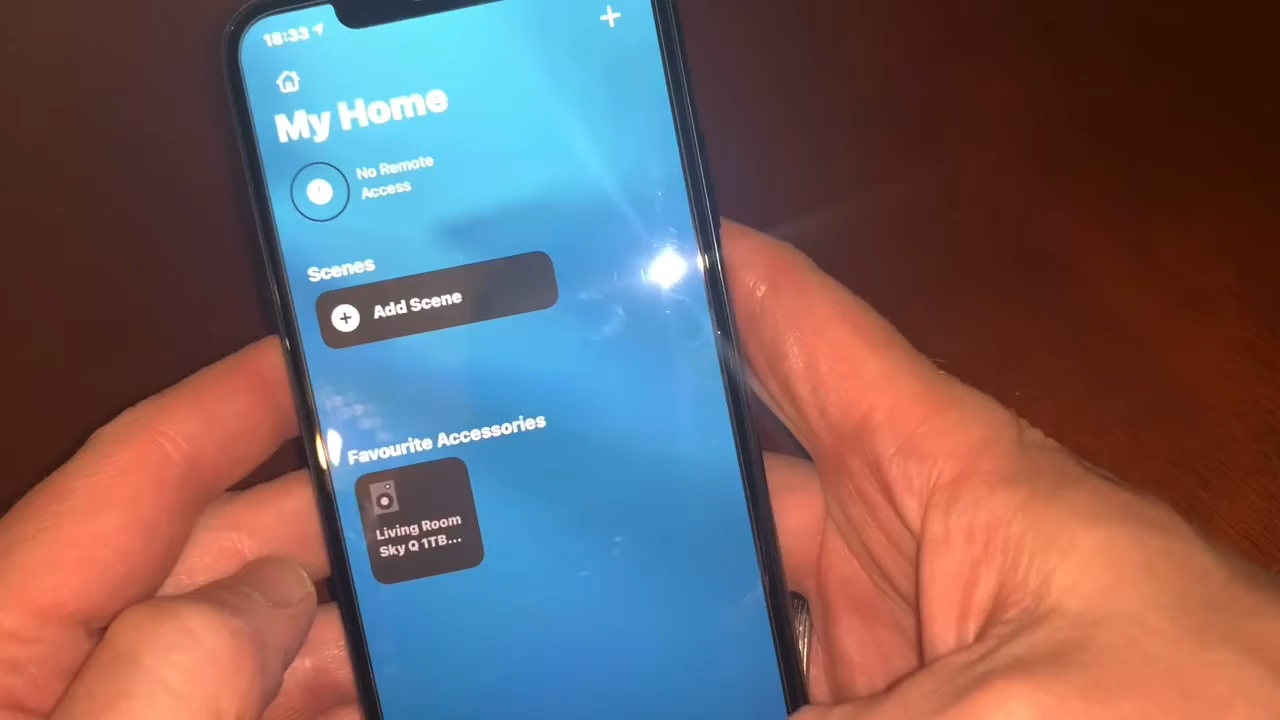 18:33
My Home
No Remote
Access
Scenes
Add Scene
Favourite Accessories
Living Room
Sky Q 1TB...